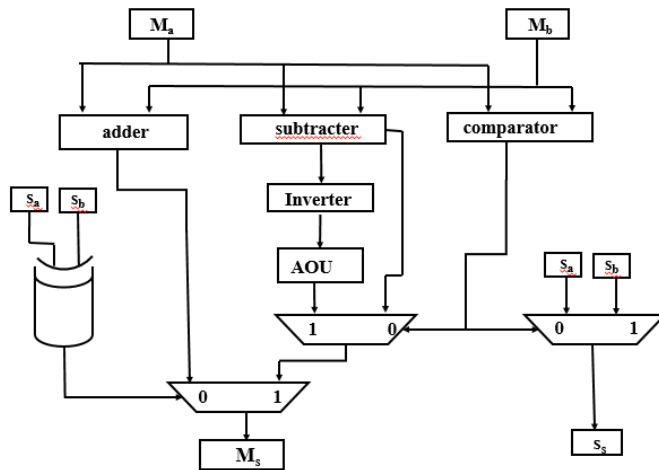 Ma Mb
adder subtracter comparator
sa sb Inverter
AOU sa sb
1 0 0 1
0 1
Ms ss